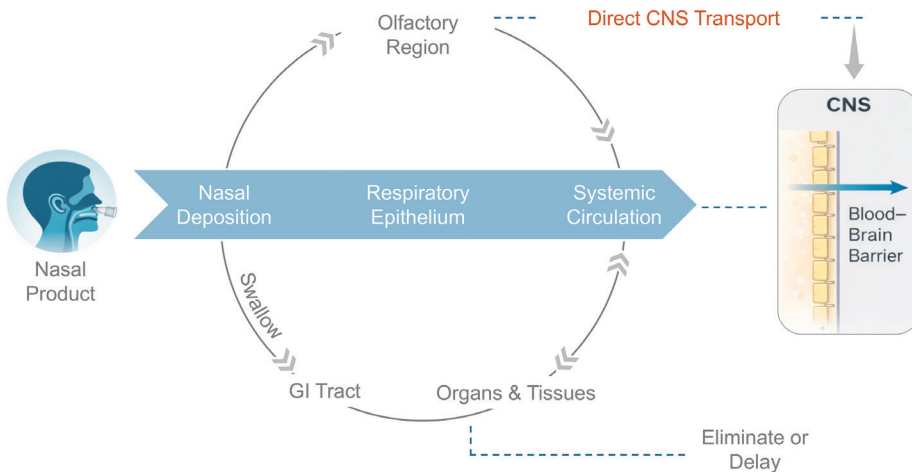 Olfactory
Region
Direct CNS Transport
CNS
Nasal
Deposition
Respiratory
Epithelium
Systemic
Circulation
Blood–
Brain
Barrier
Nasal
Product
Swallow
GI Tract
Organs & Tissues
Eliminate or
Delay